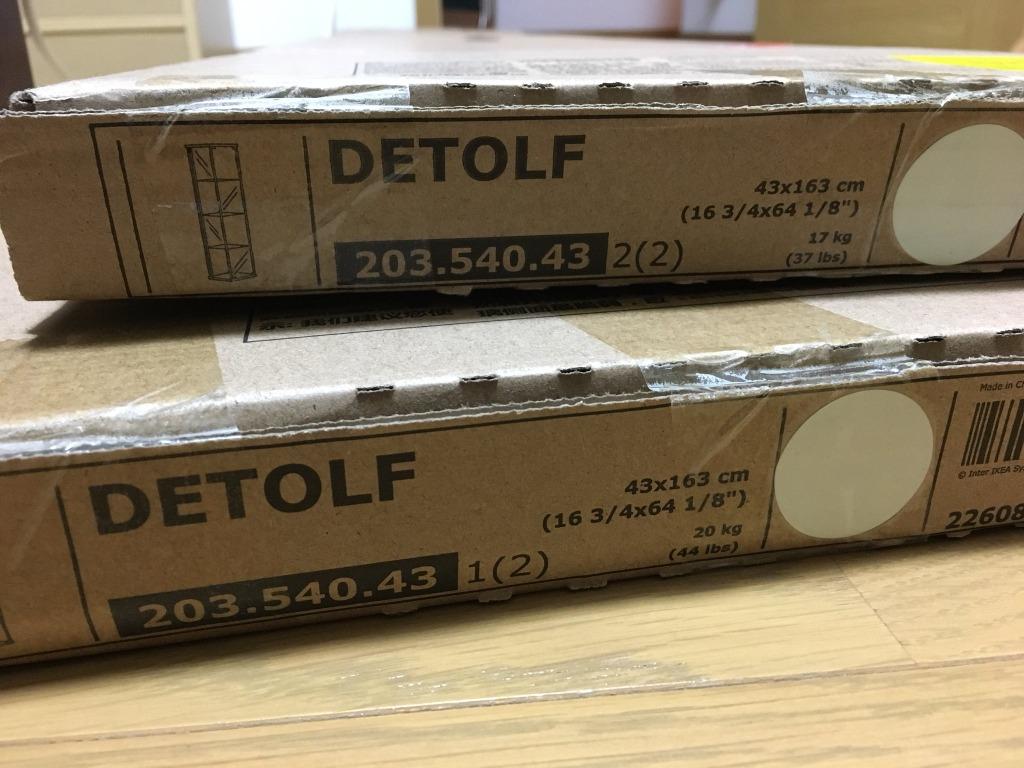 DETOLF
43x163 cm
(16 3/4x64 1/8")
17 kg
(37 lbs)
203.540.43 2(2)
DETOLF
43x163 cm
(16 3/4x64 1/8")
20 kg
(44 lbs)
203.540.43 1(2)
Made in
© Inter IKEA
22608